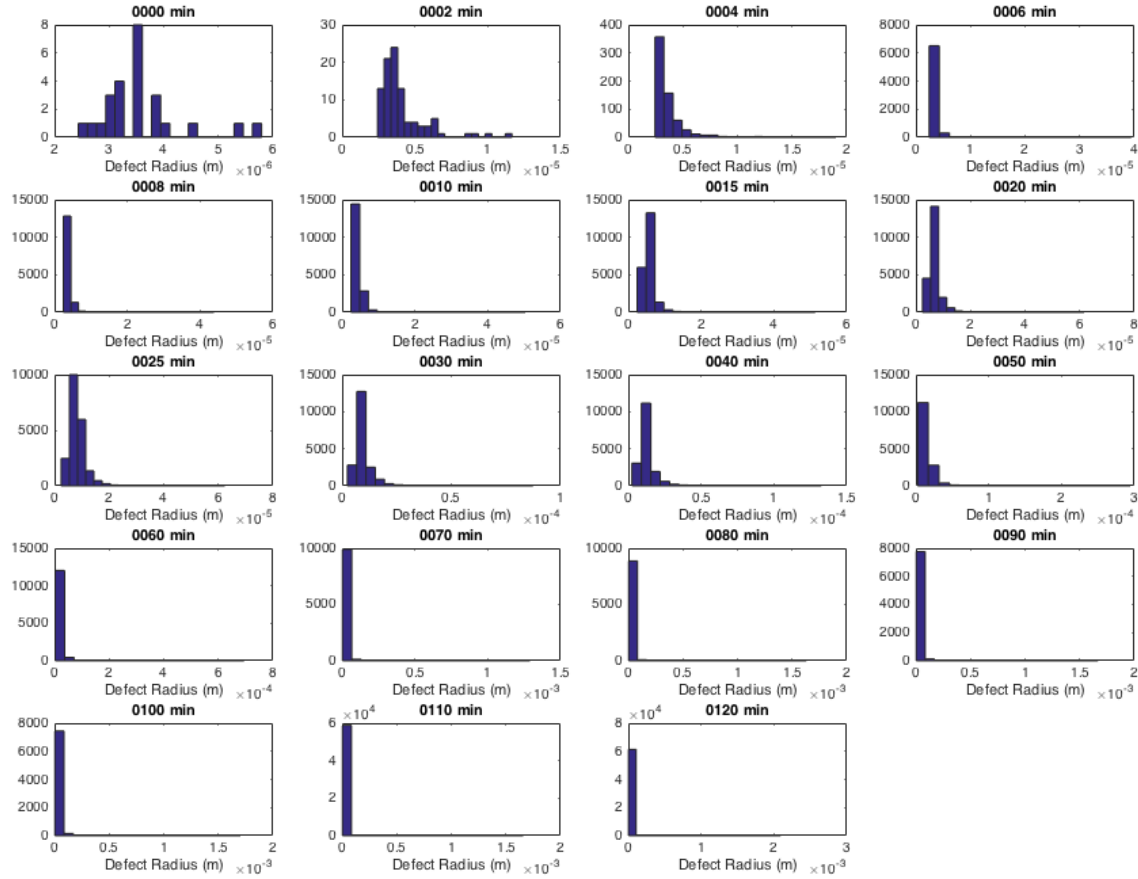 0000 min
8
6
4
2
0
2 3 4 5 6
Defect Radius (m) ×10-6
0002 min
30
20
10
0
0 0.5 1 1.5
Defect Radius (m) ×10-5
0004 min
400
300
200
100
0
0 0.5 1 1.5 2
Defect Radius (m) ×10-5
0006 min
8000
6000
4000
2000
0
0 1 2 3 4
Defect Radius (m) ×10-5
0008 min
15000
10000
5000
0
0 2 4 6
Defect Radius (m) ×10-5
0010 min
15000
10000
5000
0
0 2 4 6
Defect Radius (m) ×10-5
0015 min
15000
10000
5000
0
0 2 4 6
Defect Radius (m) ×10-5
0020 min
15000
10000
5000
0
0 2 4 6 8
Defect Radius (m) ×10-5
0025 min
10000
5000
0
0 2 4 6 8
Defect Radius (m) ×10-5
0030 min
15000
10000
5000
0
0 0.5 1
Defect Radius (m) ×10-4
0040 min
15000
10000
5000
0
0 0.5 1 1.5
Defect Radius (m) ×10-4
0050 min
15000
10000
5000
0
0 1 2 3
Defect Radius (m) ×10-4
0060 min
15000
10000
5000
0
0 2 4 6 8
Defect Radius (m) ×10-4
0070 min
10000
5000
0
0 0.5 1 1.5
Defect Radius (m) ×10-3
0080 min
10000
5000
0
0 0.5 1 1.5 2
Defect Radius (m) ×10-3
0090 min
8000
6000
4000
2000
0
0 0.5 1 1.5 2
Defect Radius (m) ×10-3
0100 min
8000
6000
4000
2000
0
0 0.5 1 1.5 2
Defect Radius (m) ×10-3
0110 min
×104
6
4
2
0
0 0.5 1 1.5 2
Defect Radius (m) ×10-3
0120 min
×104
8
6
4
2
0
0 1 2 3
Defect Radius (m) ×10-3